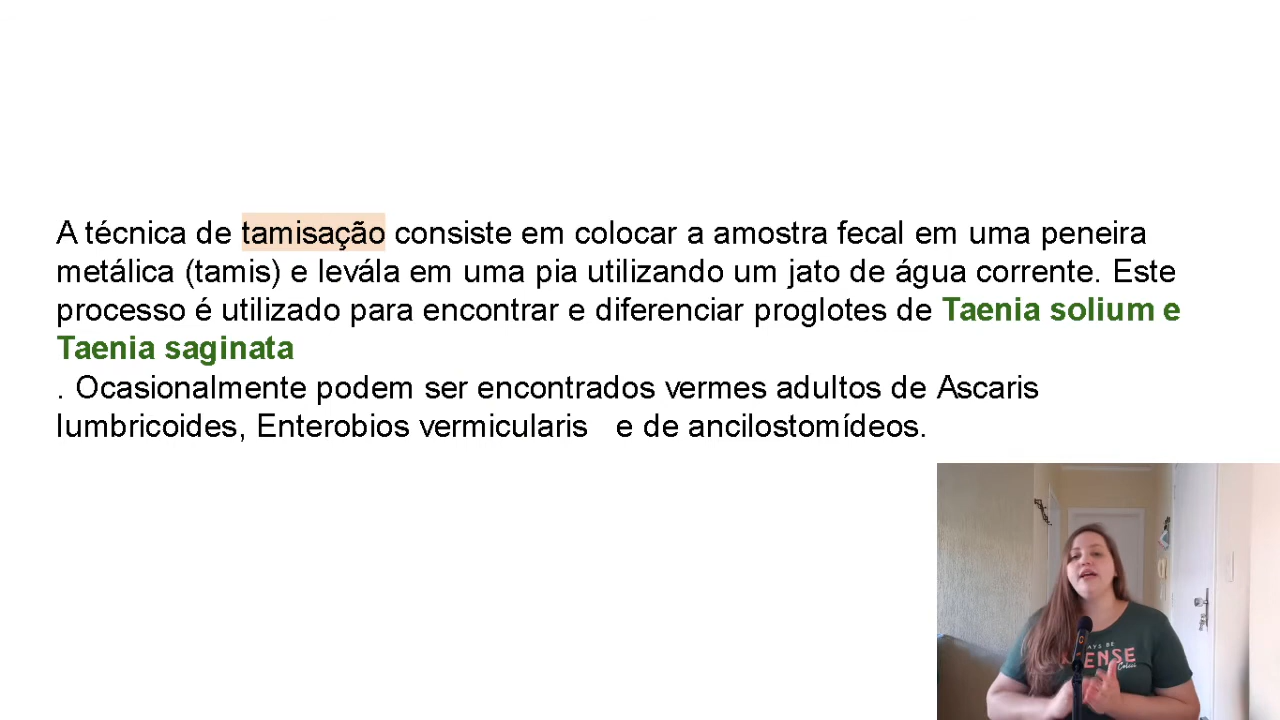 A técnica de tamisação consiste em colocar a amostra fecal em uma peneira
metálica (tamis) e levála em uma pia utilizando um jato de água corrente. Este
processo é utilizado para encontrar e diferenciar proglotes de Taenia solium e
Taenia saginata
. Ocasionalmente podem ser encontrados vermes adultos de Ascaris
lumbricoides, Enterobios vermicularis e de ancilostomídeos.